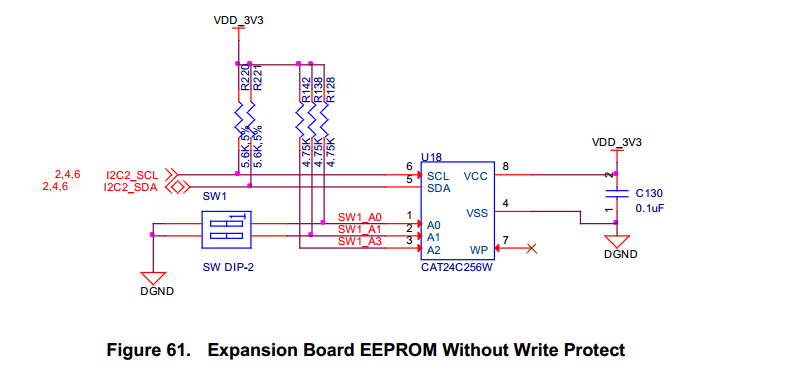 VDD_3V3
R220
R221
R142
R138
R128
5.6K,5%
5.6K,5%
4.75K
4.75K
4.75K
VDD_3V3
U18
2,4,6 I2C2_SCL
2,4,6 I2C2_SDA
6 SCL VCC 8
5 SDA
2
1
C130
0.1uF
SW1
VSS 4
SW1_A0 1 A0
SW1_A1 2 A1
SW1_A3 3 A2
WP 7
DGND
SW DIP-2
CAT24C256W
DGND
Figure 61. Expansion Board EEPROM Without Write Protect